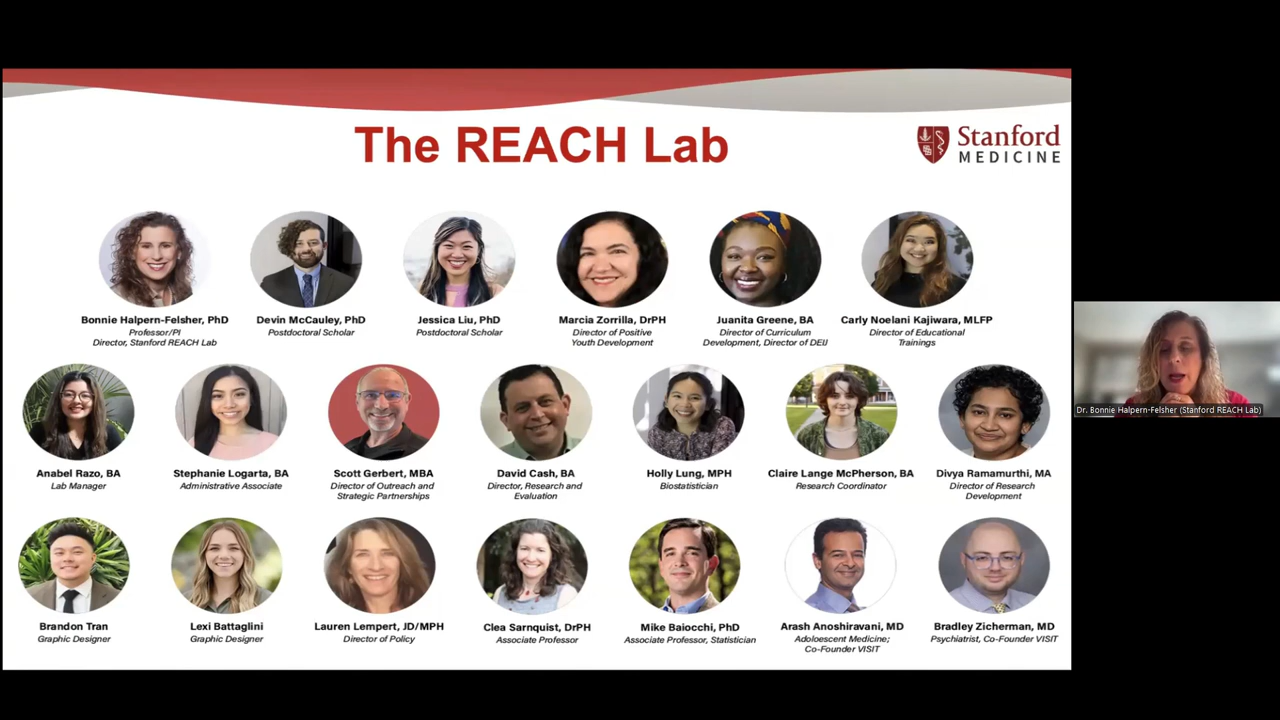 The REACH Lab
Stanford
MEDICINE
Bonnie Halpern-Felsher, PhD
Professor/PI
Director, Stanford REACH Lab
Devin McCauley, PhD
Postdoctoral Scholar
Jessica Liu, PhD
Postdoctoral Scholar
Marcia Zorrilla, DrPH
Director of Positive
Youth Development
Juanita Greene, BA
Director of Curriculum
Development, Director of DEIJ
Carly Noelani Kajiwara, MLFP
Director of Educational
Trainings
Anabel Razo, BA
Lab Manager
Stephanie Logarta, BA
Administrative Associate
Scott Gerbert, MBA
Director of Outreach and
Strategic Partnerships
David Cash, BA
Director, Research and
Evaluation
Holly Lung, MPH
Biostatistician
Claire Lange McPherson, BA
Research Coordinator
Divya Ramamurthi, MA
Director of Research
Development
Brandon Tran
Graphic Designer
Lexi Battaglini
Graphic Designer
Lauren Lempert, JD/MPH
Director of Policy
Clea Sarnquist, DrPH
Associate Professor
Mike Baiocchi, PhD
Associate Professor, Statistician
Arash Anoshiravani, MD
Adoloescent Medicine;
Co-Founder VISIT
Bradley Zicherman, MD
Psychiatrist, Co-Founder VISIT
Dr. Bonnie Halpern-Felsher (Stanford REACH Lab)